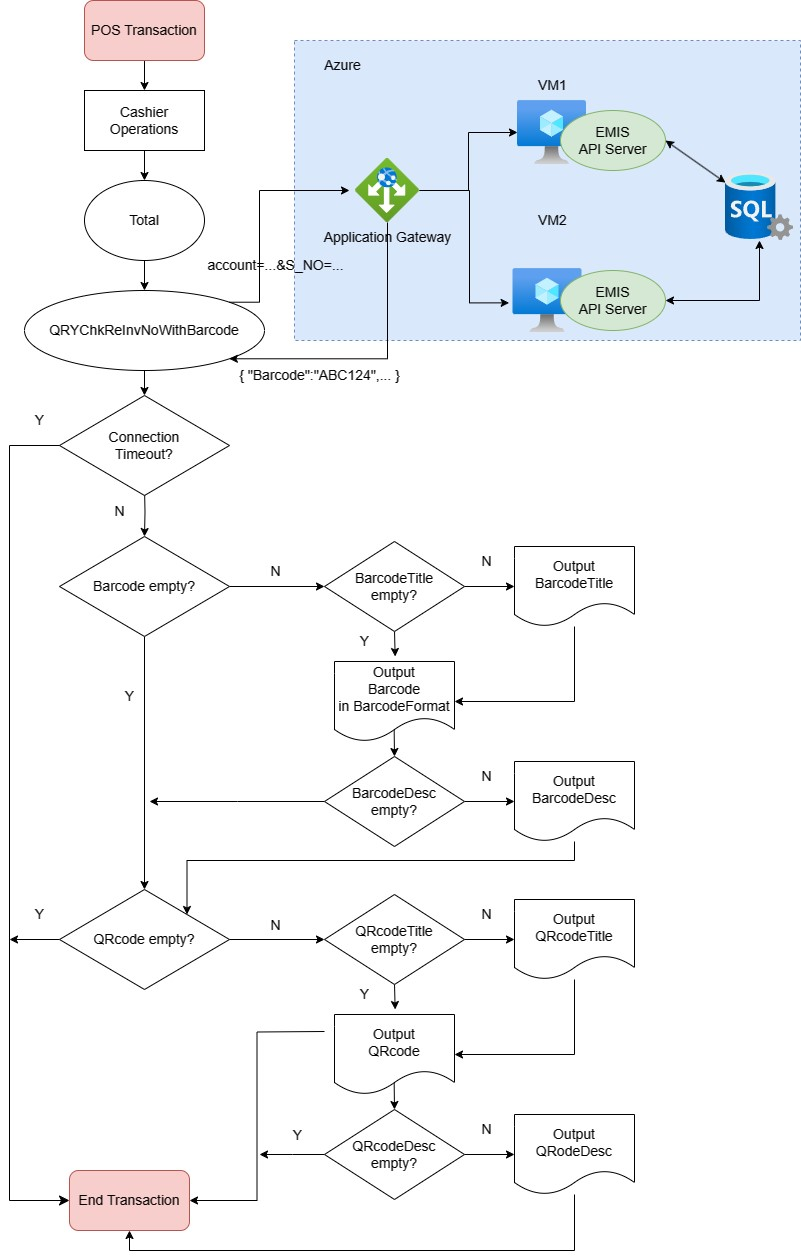 POS Transaction
Azure
VM1
Cashier
Operations
EMIS
API Server
SQL
Total
VM2
Application Gateway
account=...&S_NO=...
EMIS
API Server
QRYChkReInvNoWithBarcode
{ "Barcode":"ABC124",... }
Y
Connection
Timeout?
N
Barcode empty?
N
BarcodeTitle
empty?
N
Output
BarcodeTitle
Y
Output
Barcode
in BarcodeFormat
Y
BarcodeDesc
empty?
N
Output
BarcodeDesc
Y
QRcode empty?
N
QRcodeTitle
empty?
N
Output
QRcodeTitle
Y
Output
QRcode
Y
QRcodeDesc
empty?
N
Output
QRodeDesc
End Transaction